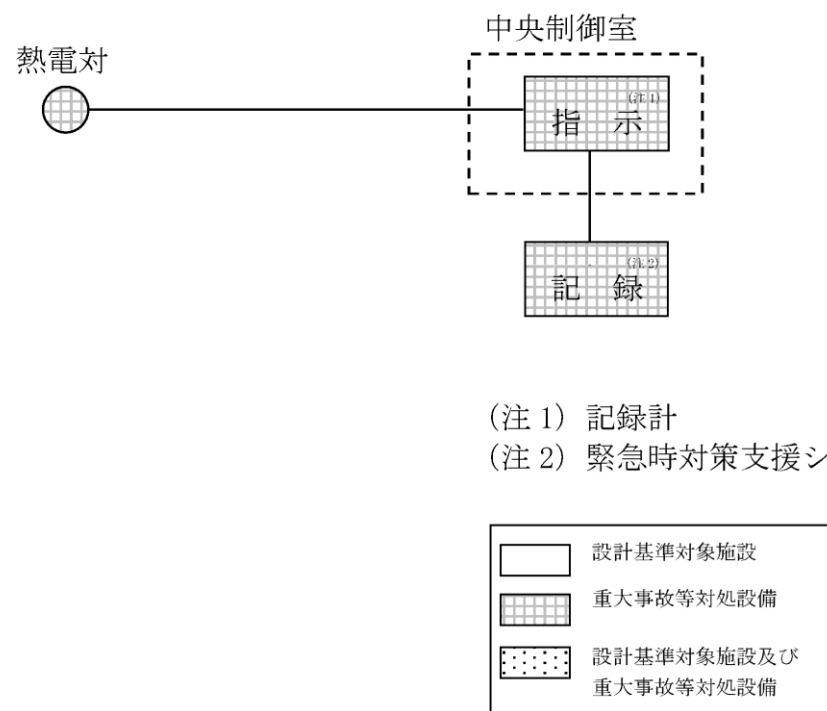 中央制御室
熱電対
(注1)
指 示
(注2)
記 録
(注1) 記録計
(注2) 緊急時対策支援シ
設計基準対象施設
重大事故等対処設備
設計基準対象施設及び
重大事故等対処設備